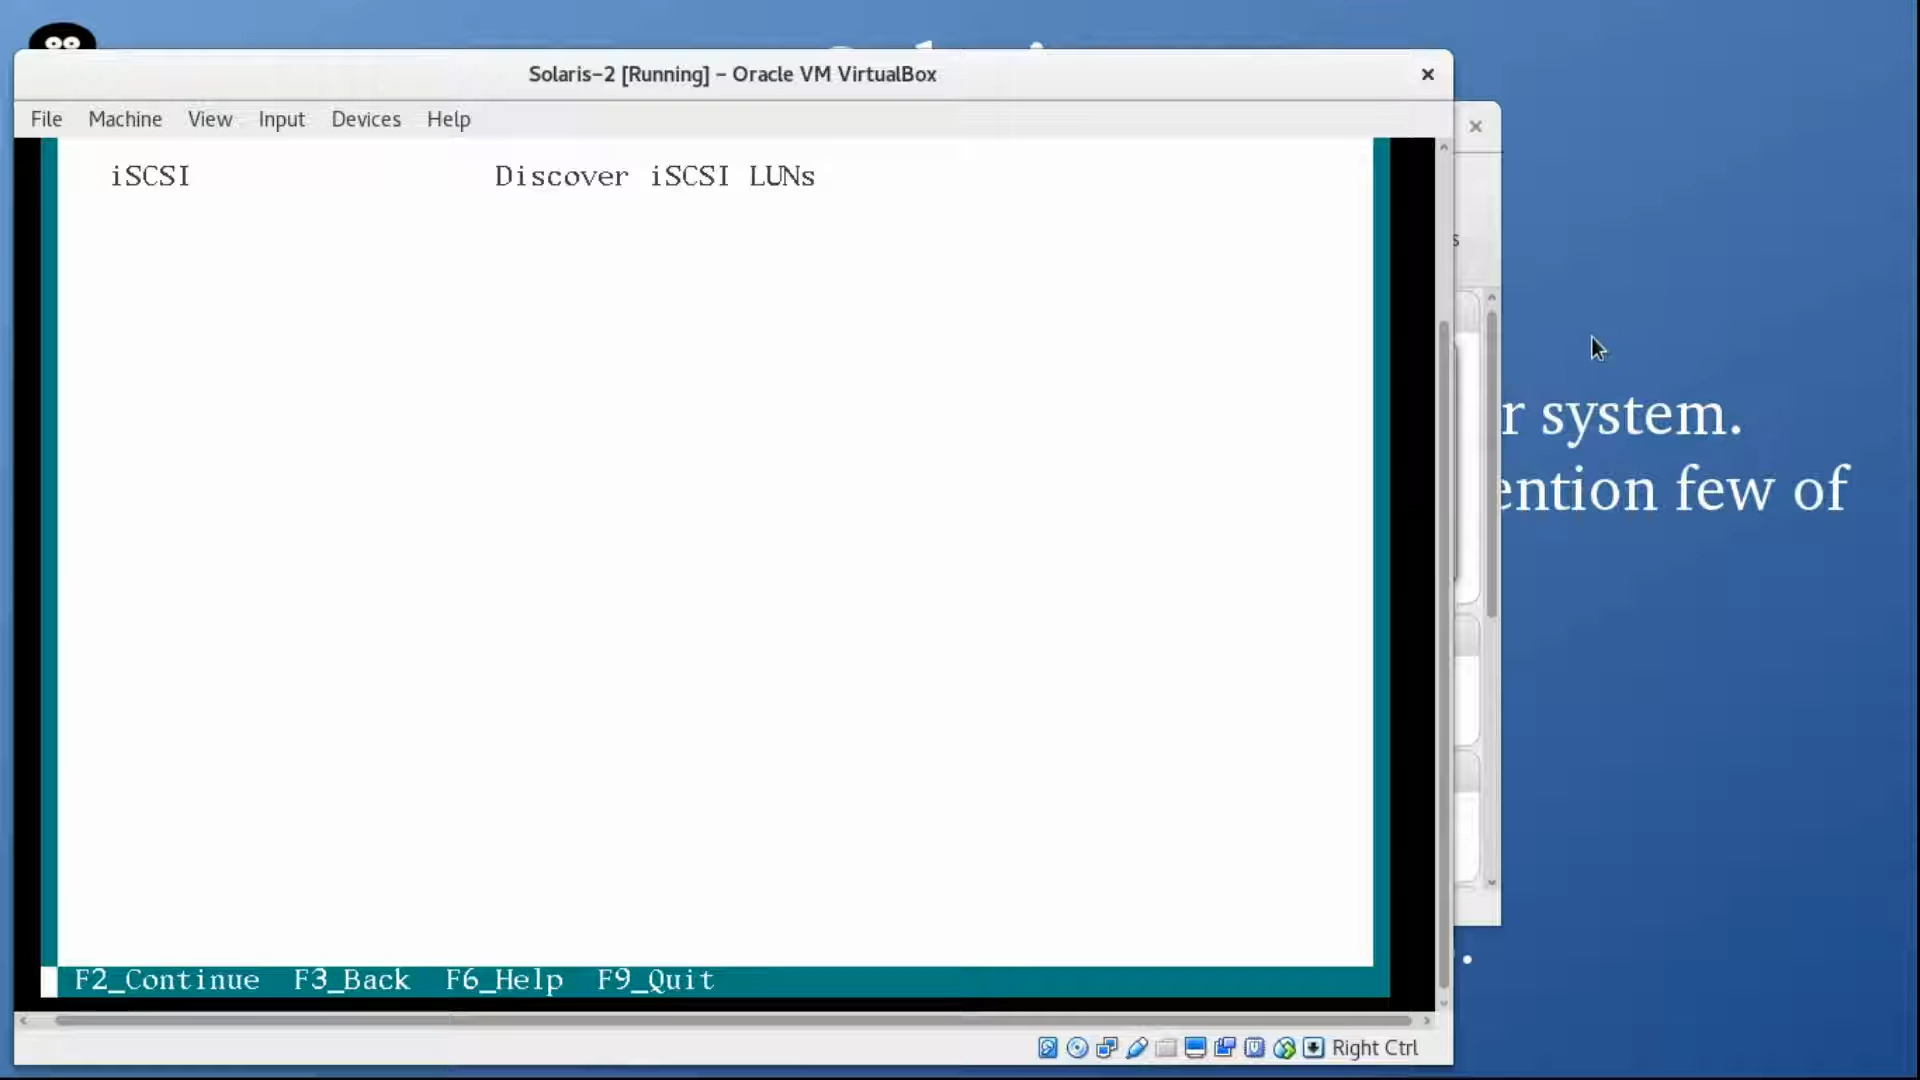 Solaris-2 [Running] - Oracle VM VirtualBox
File Machine View Input Devices Help
iSCSI Discover iSCSI LUNs
s
r system.
ention few of
F2_Continue F3_Back F6_Help F9_Quit
.
Right Ctrl